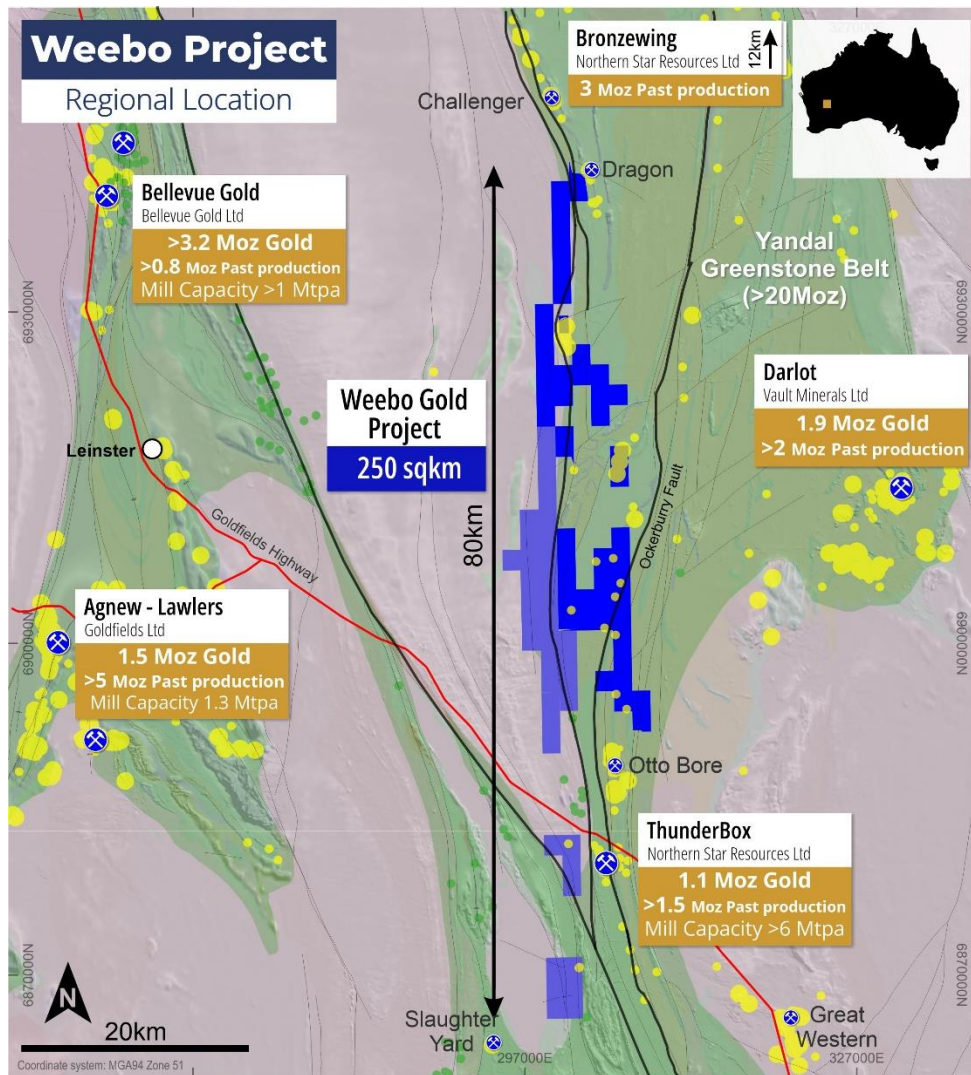 Weebo Project
Regional Location
Bronzewing
Northern Star Resources Ltd
3 Moz Past production
12km
Challenger
Dragon
Bellevue Gold
Bellevue Gold Ltd
>3.2 Moz Gold
>0.8 Moz Past production
Mill Capacity >1 Mtpa
Yandal
Greenstone Belt
(>20Moz)
6930000N
6930000N
Weebo Gold
Project
250 sqkm
80km
Darlot
Vault Minerals Ltd
1.9 Moz Gold
>2 Moz Past production
Leinster
Goldfields Highway
Ockerburry Fault
Agnew - Lawlers
Goldfields Ltd
1.5 Moz Gold
>5 Moz Past production
Mill Capacity 1.3 Mtpa
6900000N
6900000N
Otto Bore
ThunderBox
Northern Star Resources Ltd
1.1 Moz Gold
>1.5 Moz Past production
Mill Capacity >6 Mtpa
6870000N
6870000N
N
20km
Slaughter
Yard
Great
Western
297000E
327000E
Coordinate system: MGA94 Zone 51